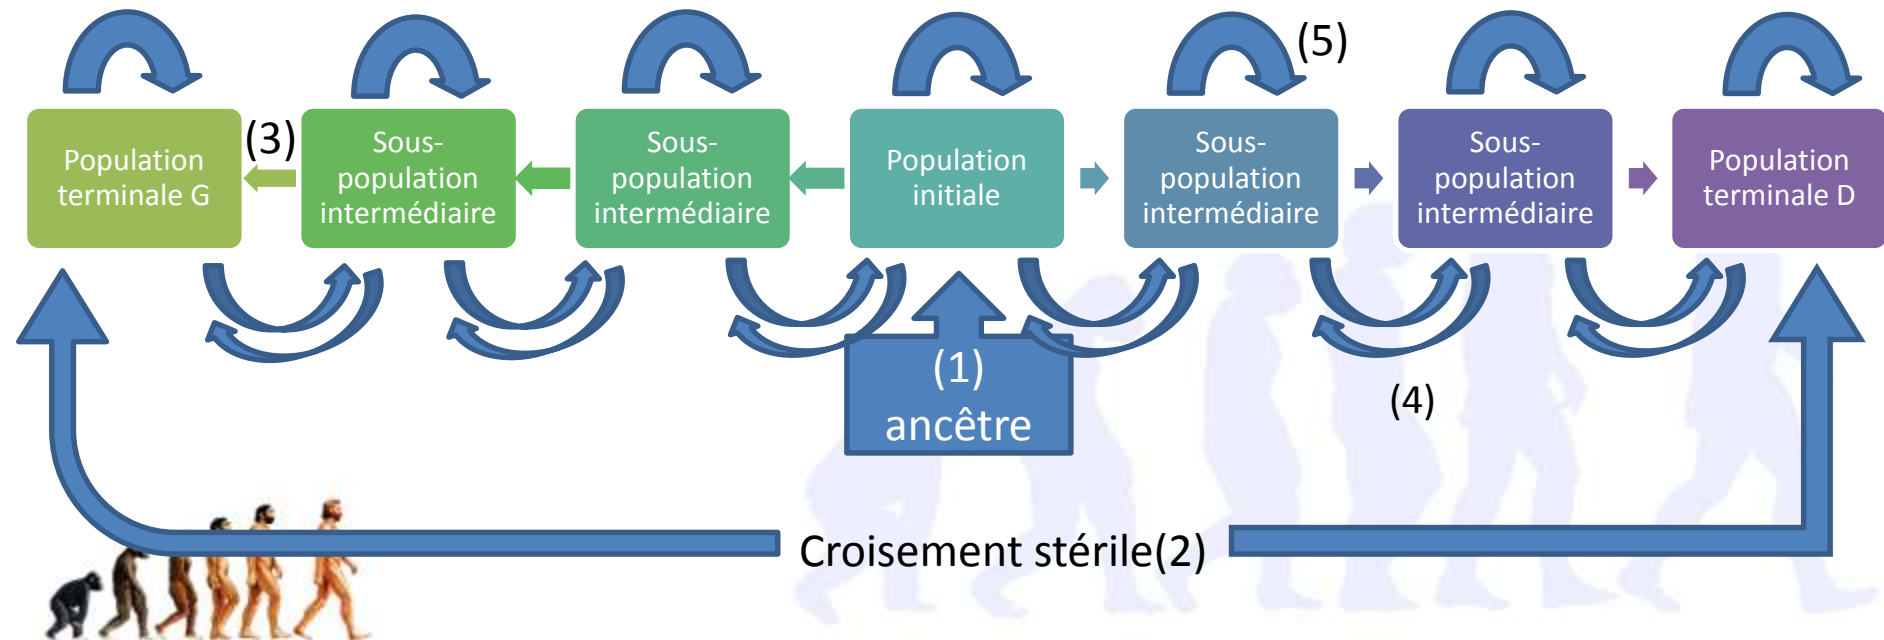 (5)
Population
terminale G
(3)
Sous-
population
intermédiaire
Sous-
population
intermédiaire
Population
initiale
Sous-
population
intermédiaire
Sous-
population
intermédiaire
Population
terminale D
(1)
ancêtre
(4)
Croisement stérile(2)